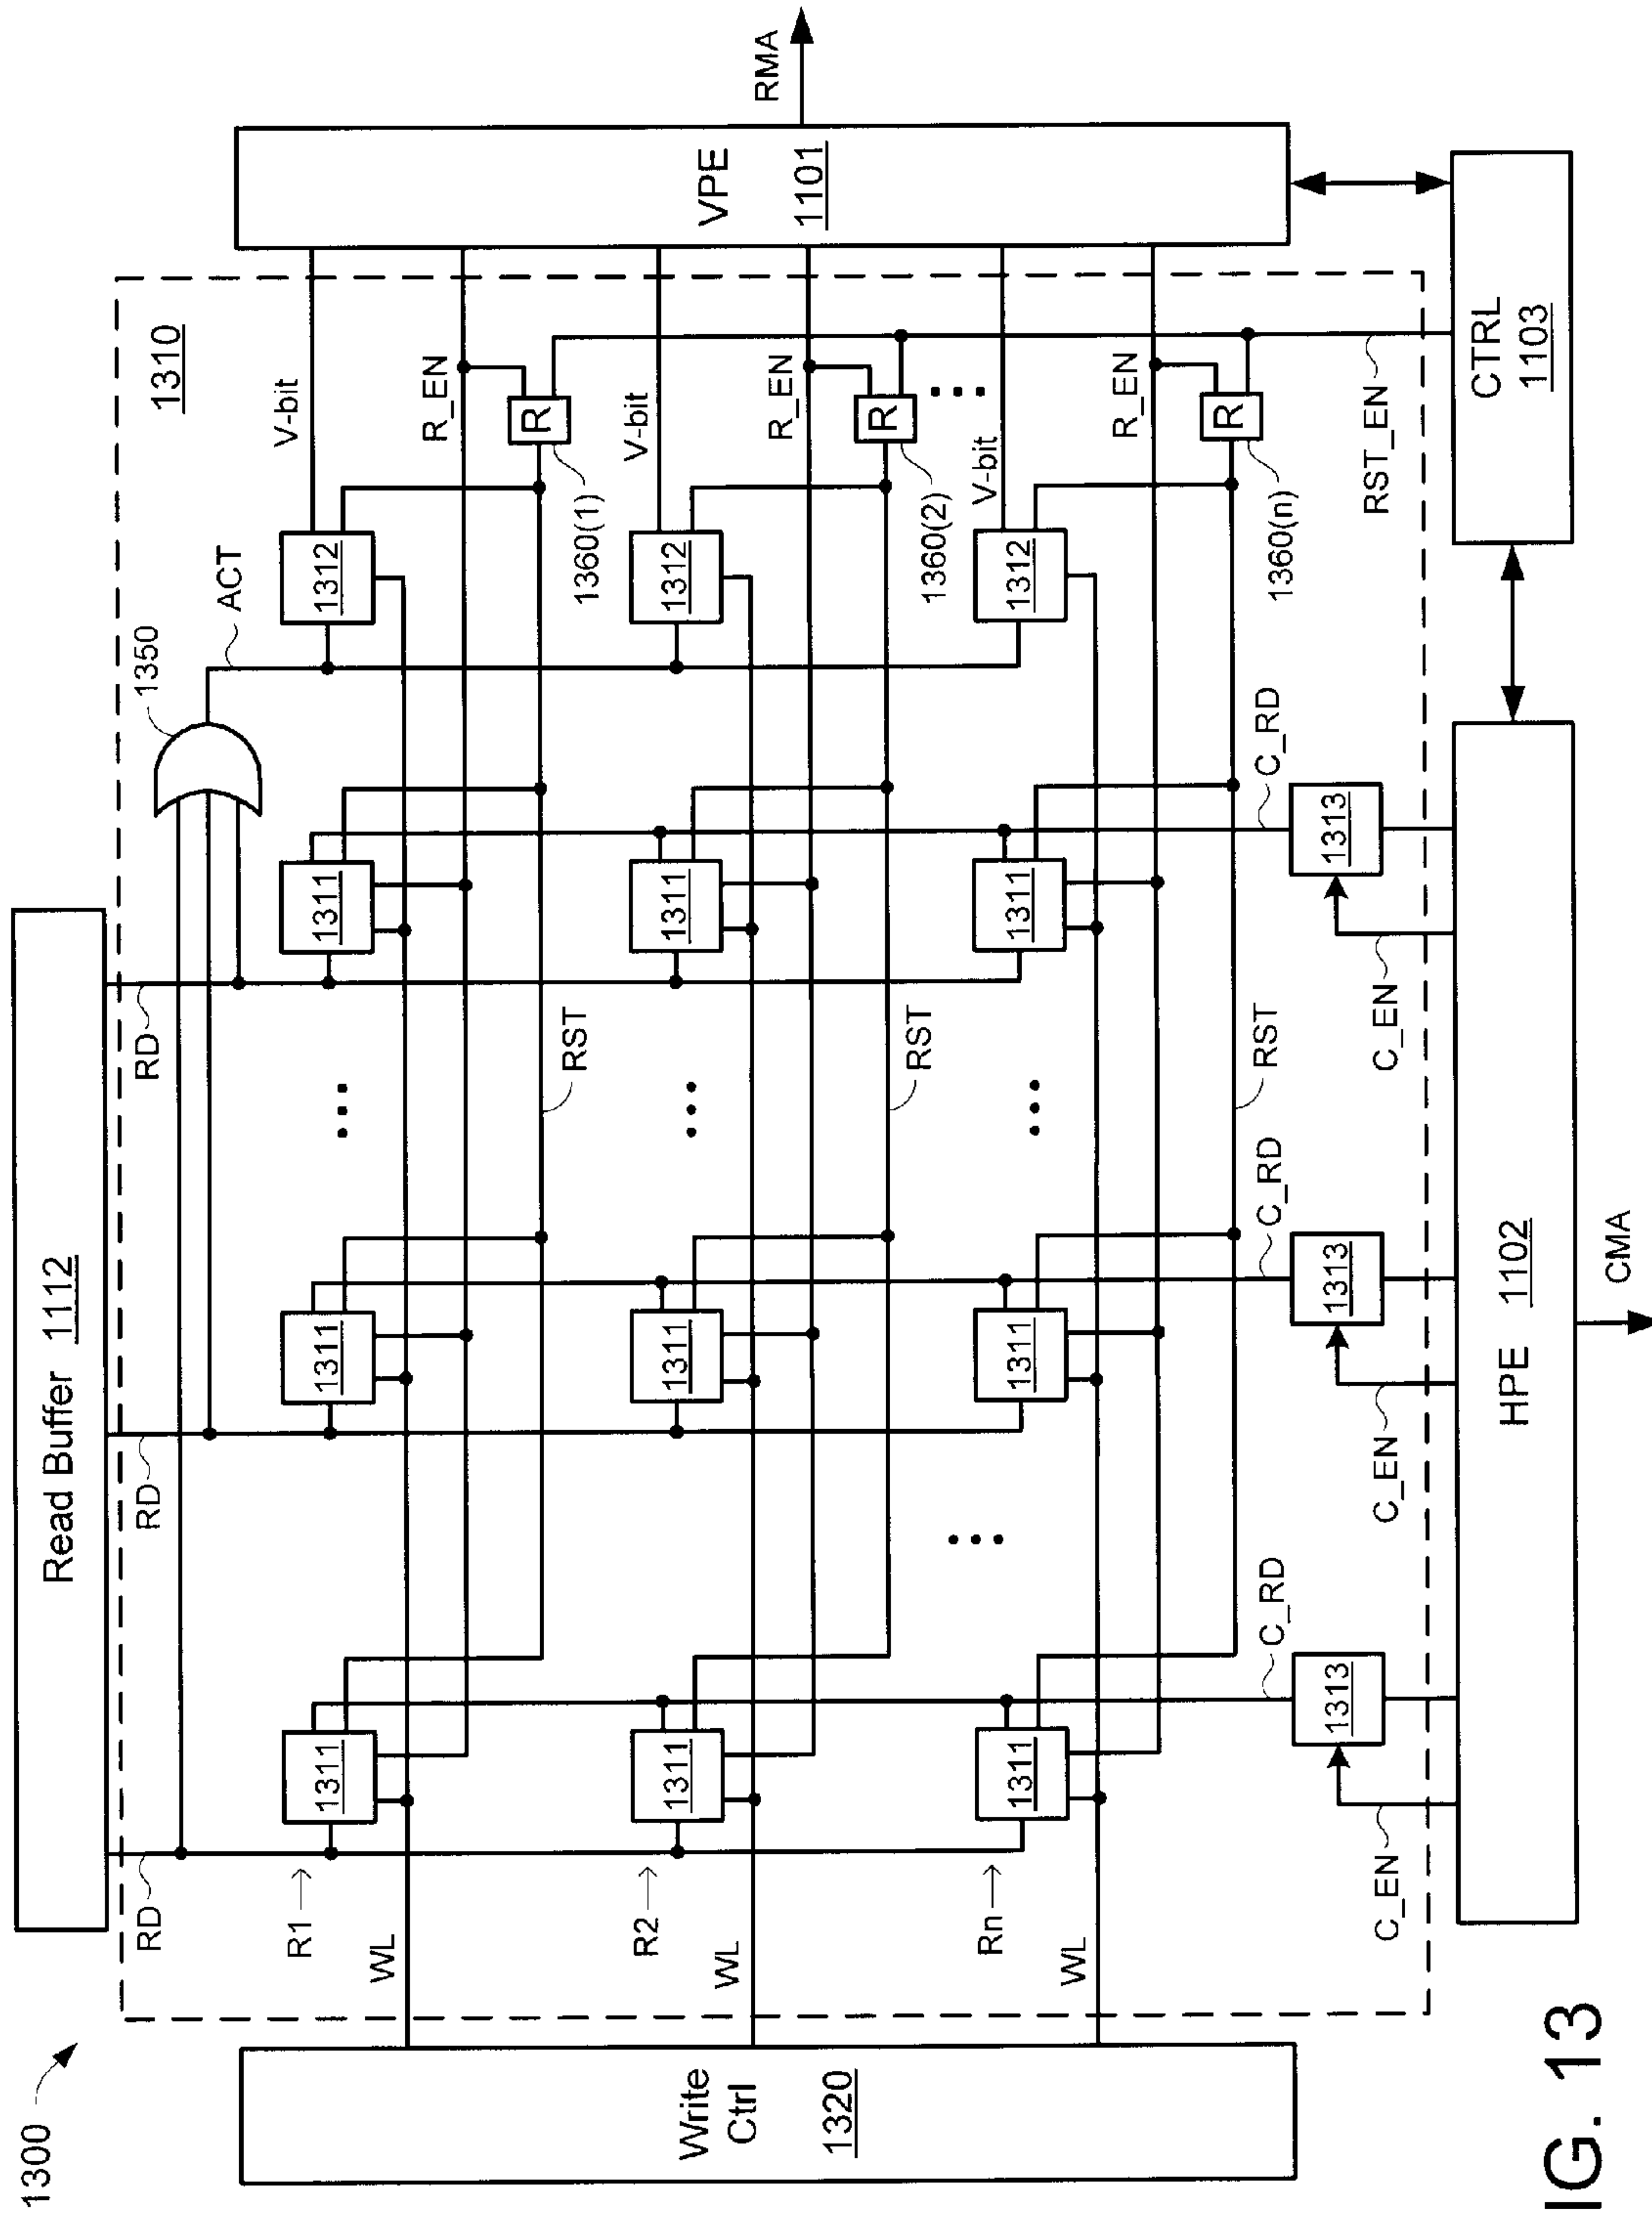 1300
Read Buffer 1112
1310
RD
RD
RD
1350
ACT
R1
1311
1311
1311
1312
V-bit
WL
R_EN
R
1360(1)
RST
R2
1311
1311
1311
1312
V-bit
WL
R_EN
R
1360(2)
RST
Rn
1311
1311
1311
1312
V-bit
WL
R_EN
R
1360(n)
RST
Write
Ctrl
1320
VPE
1101
RMA
C_RD
C_RD
C_RD
1313
1313
1313
C_EN
C_EN
C_EN
RST_EN
HPE 1102
CTRL
1103
CMA
IG. 13